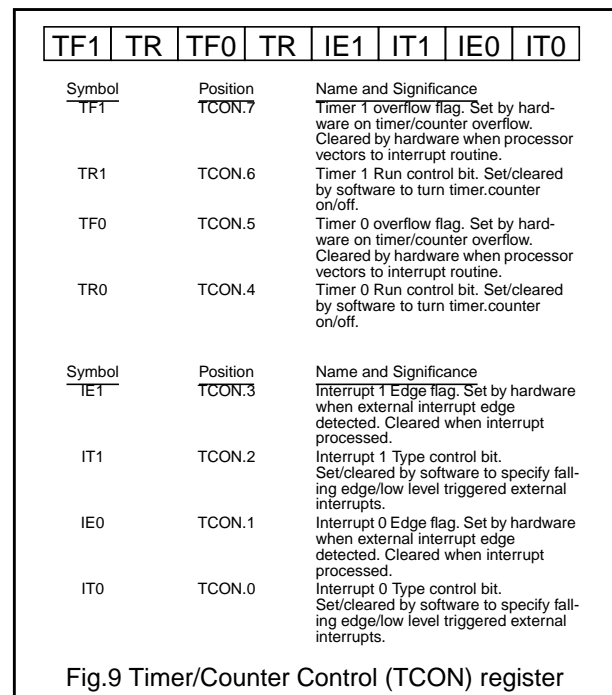 TF1 TR TF0 TR IE1 IT1 IE0 IT0
Symbol Position Name and Significance
TF1 TCON.7 Timer 1 overflow flag. Set by hard-
ware on timer/counter overflow.
Cleared by hardware when processor
vectors to interrupt routine.
TR1 TCON.6 Timer 1 Run control bit. Set/cleared
by software to turn timer.counter
on/off.
TF0 TCON.5 Timer 0 overflow flag. Set by hard-
ware on timer/counter overflow.
Cleared by hardware when processor
vectors to interrupt routine.
TR0 TCON.4 Timer 0 Run control bit. Set/cleared
by software to turn timer.counter
on/off.
Symbol Position Name and Significance
IE1 TCON.3 Interrupt 1 Edge flag. Set by hardware
when external interrupt edge
detected. Cleared when interrupt
processed.
IT1 TCON.2 Interrupt 1 Type control bit.
Set/cleared by software to specify fall-
ing edge/low level triggered external
interrupts.
IE0 TCON.1 Interrupt 0 Edge flag. Set by hardware
when external interrupt edge
detected. Cleared when interrupt
processed.
IT0 TCON.0 Interrupt 0 Type control bit.
Set/cleared by software to specify fall-
ing edge/low level triggered external
interrupts.
Fig.9 Timer/Counter Control (TCON) register